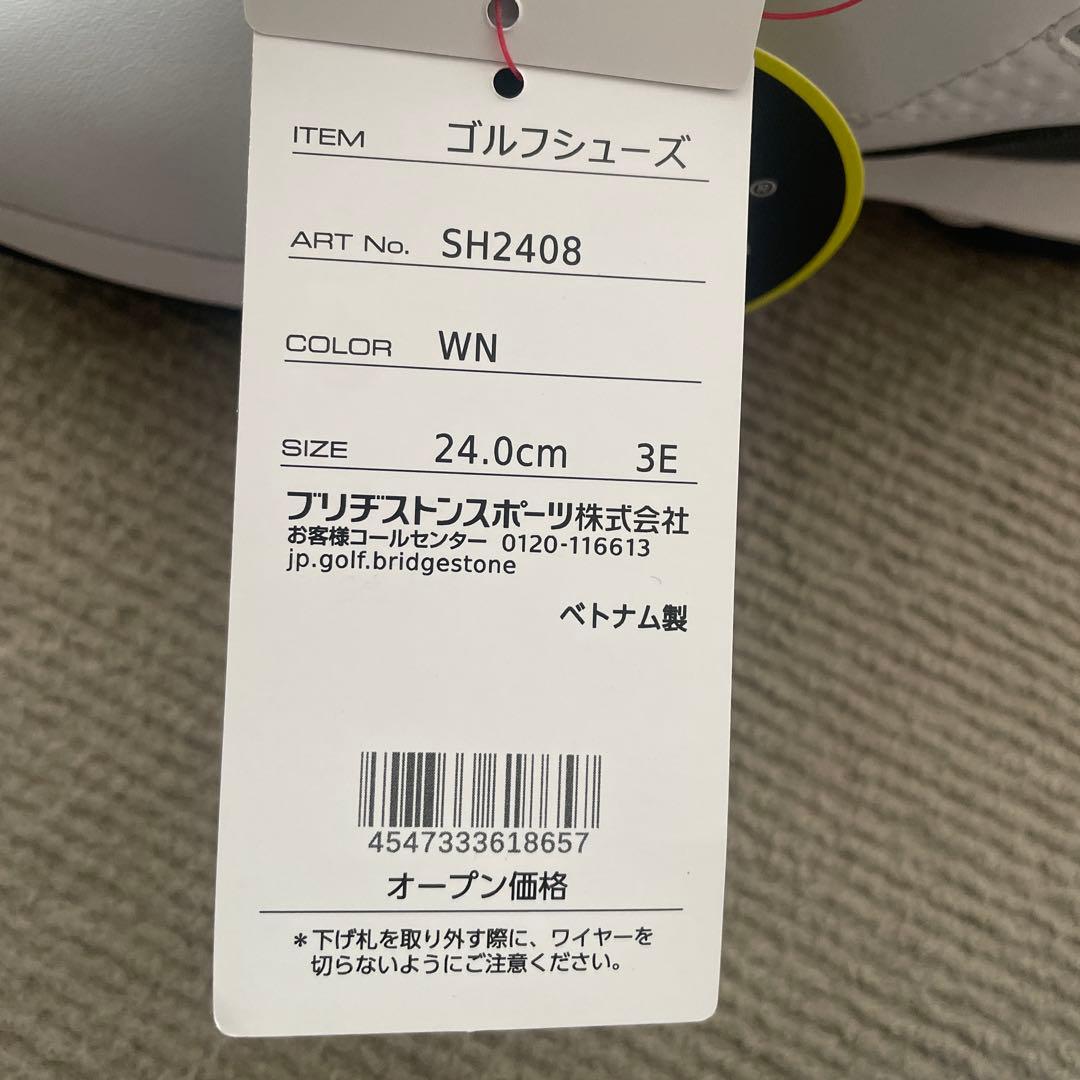 ITEM ゴルフシューズ
ART No. SH2408
COLOR WN
SIZE 24.0cm 3E
ブリヂストンスポーツ株式会社
お客様コールセンター 0120-116613
jp.golf.bridgestone
ベトナム製
4547333618657
オープン価格
*下げ札を取り外す際に、ワイヤーを
切らないようにご注意ください。
®